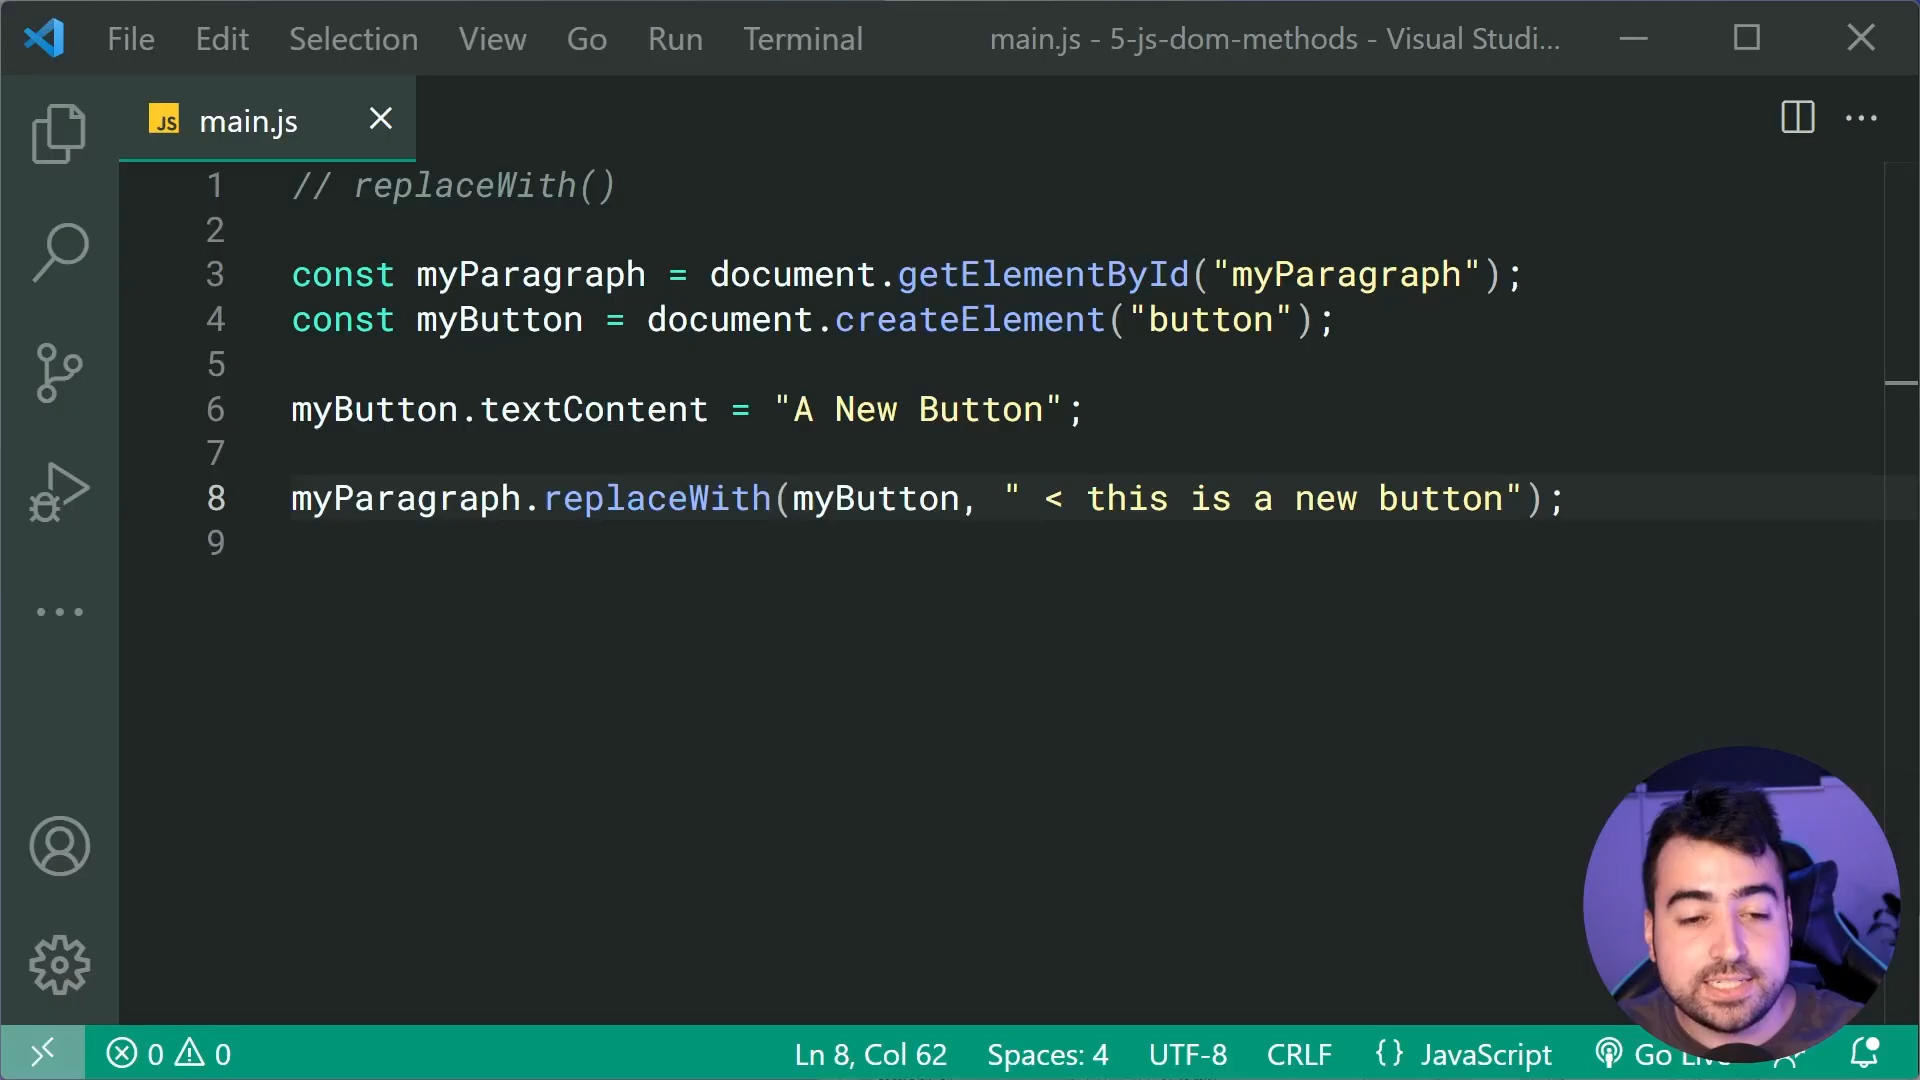 File Edit Selection View Go Run Terminal main.js - 5-js-dom-methods - Visual Studi...
JS main.js
1 // replaceWith()
2
3 const myParagraph = document.getElementById("myParagraph");
4 const myButton = document.createElement("button");
5
6 myButton.textContent = "A New Button";
7
8 myParagraph.replaceWith(myButton, " < this is a new button");
9
0 0 Ln 8, Col 62 Spaces: 4 UTF-8 CRLF {} JavaScript Go